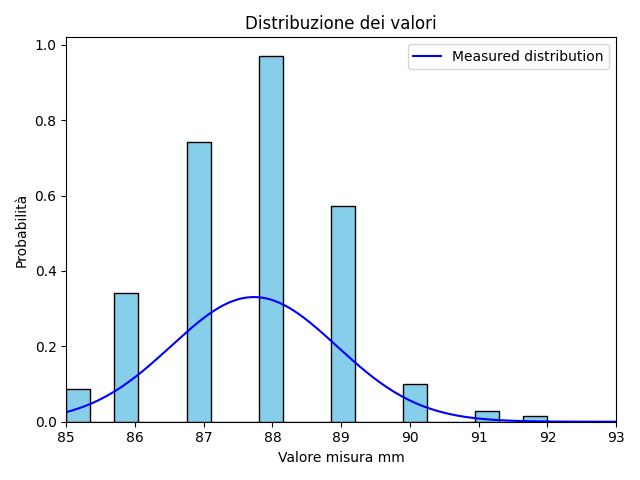 Distribuzione dei valori
Measured distribution
Probabilità
1.0
0.8
0.6
0.4
0.2
0.0
85 86 87 88 89 90 91 92 93
Valore misura mm